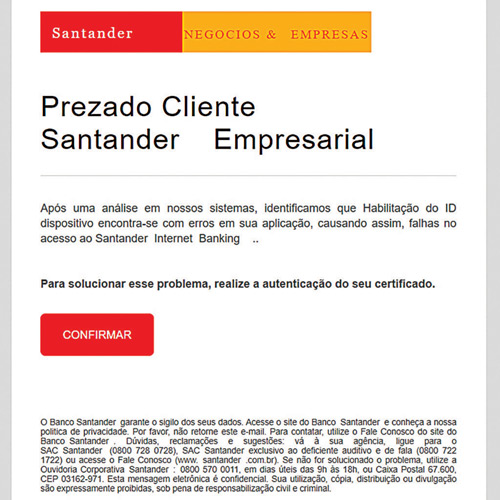 Santander NEGOCIOS & EMPRESAS
Prezado Cliente
Santander Empresarial
Após uma análise em nossos sistemas, identificamos que Habilitação do ID
dispositivo encontra-se com erros em sua aplicação, causando assim, falhas no
acesso ao Santander Internet Banking ..
Para solucionar esse problema, realize a autenticação do seu certificado.
CONFIRMAR
O Banco Santander garante o sigilo dos seus dados. Acesse o site do Banco Santander e conheça a nossa
politica de privacidade. Por favor, não retorne este e-mail. Para contatar, utilize o Fale Conosco do site do
Banco Santander . Dúvidas, reclamações e sugestões: vá à sua agência, ligue para o
SAC Santander (0800 728 0728), SAC Santander exclusivo ao deficiente auditivo e de fala (0800 722
1722) ou acesse o Fale Conosco (www. santander .com.br). Se não for solucionado o problema, utilize a
Ouvidoria Corporativa Santander : 0800 570 0011, em dias úteis das 9h às 18h, ou Caixa Postal 67.600,
CEP 03162-971. Esta mensagem eletrônica é confidencial. Sua utilização, cópia, distribuição ou divulgação
são expressamente proibidas, sob pena de responsabilização civil e criminal.